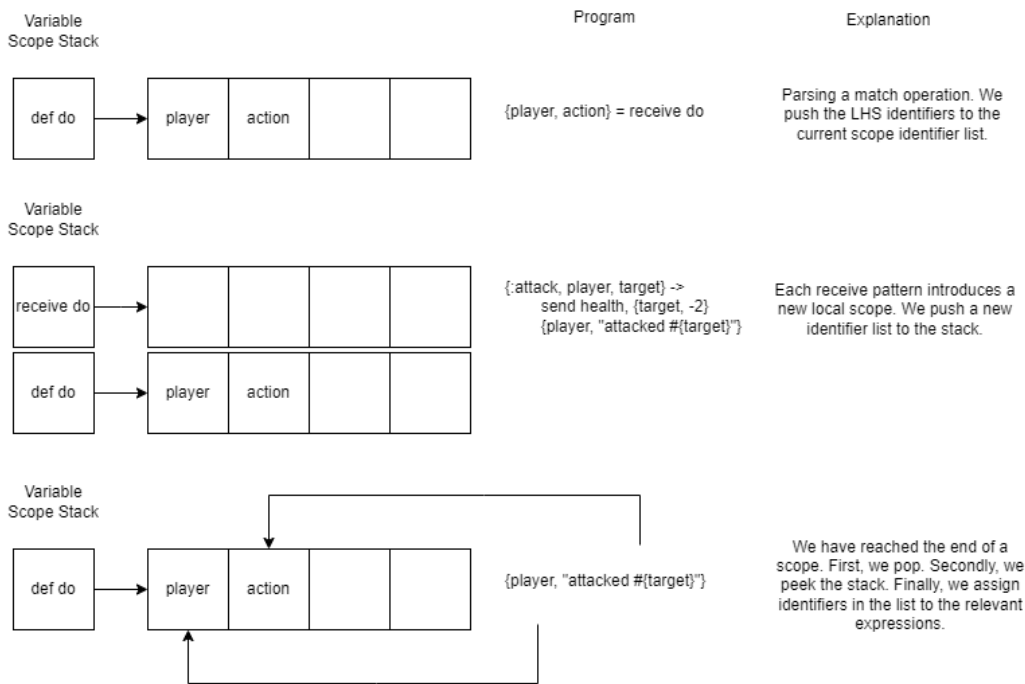 Variable
Scope Stack
Program
Explanation
def do
player
action
{player, action} = receive do
Parsing a match operation. We
push the LHS identifiers to the
current scope identifier list.
Variable
Scope Stack
receive do
{:attack, player, target} ->
send health, {target, -2}
{player, "attacked #{target}"}
Each receive pattern introduces a
new local scope. We push a new
identifier list to the stack.
def do
player
action
Variable
Scope Stack
def do
player
action
{player, "attacked #{target}"}
We have reached the end of a
scope. First, we pop. Secondly, we
peek the stack. Finally, we assign
identifiers in the list to the relevant
expressions.